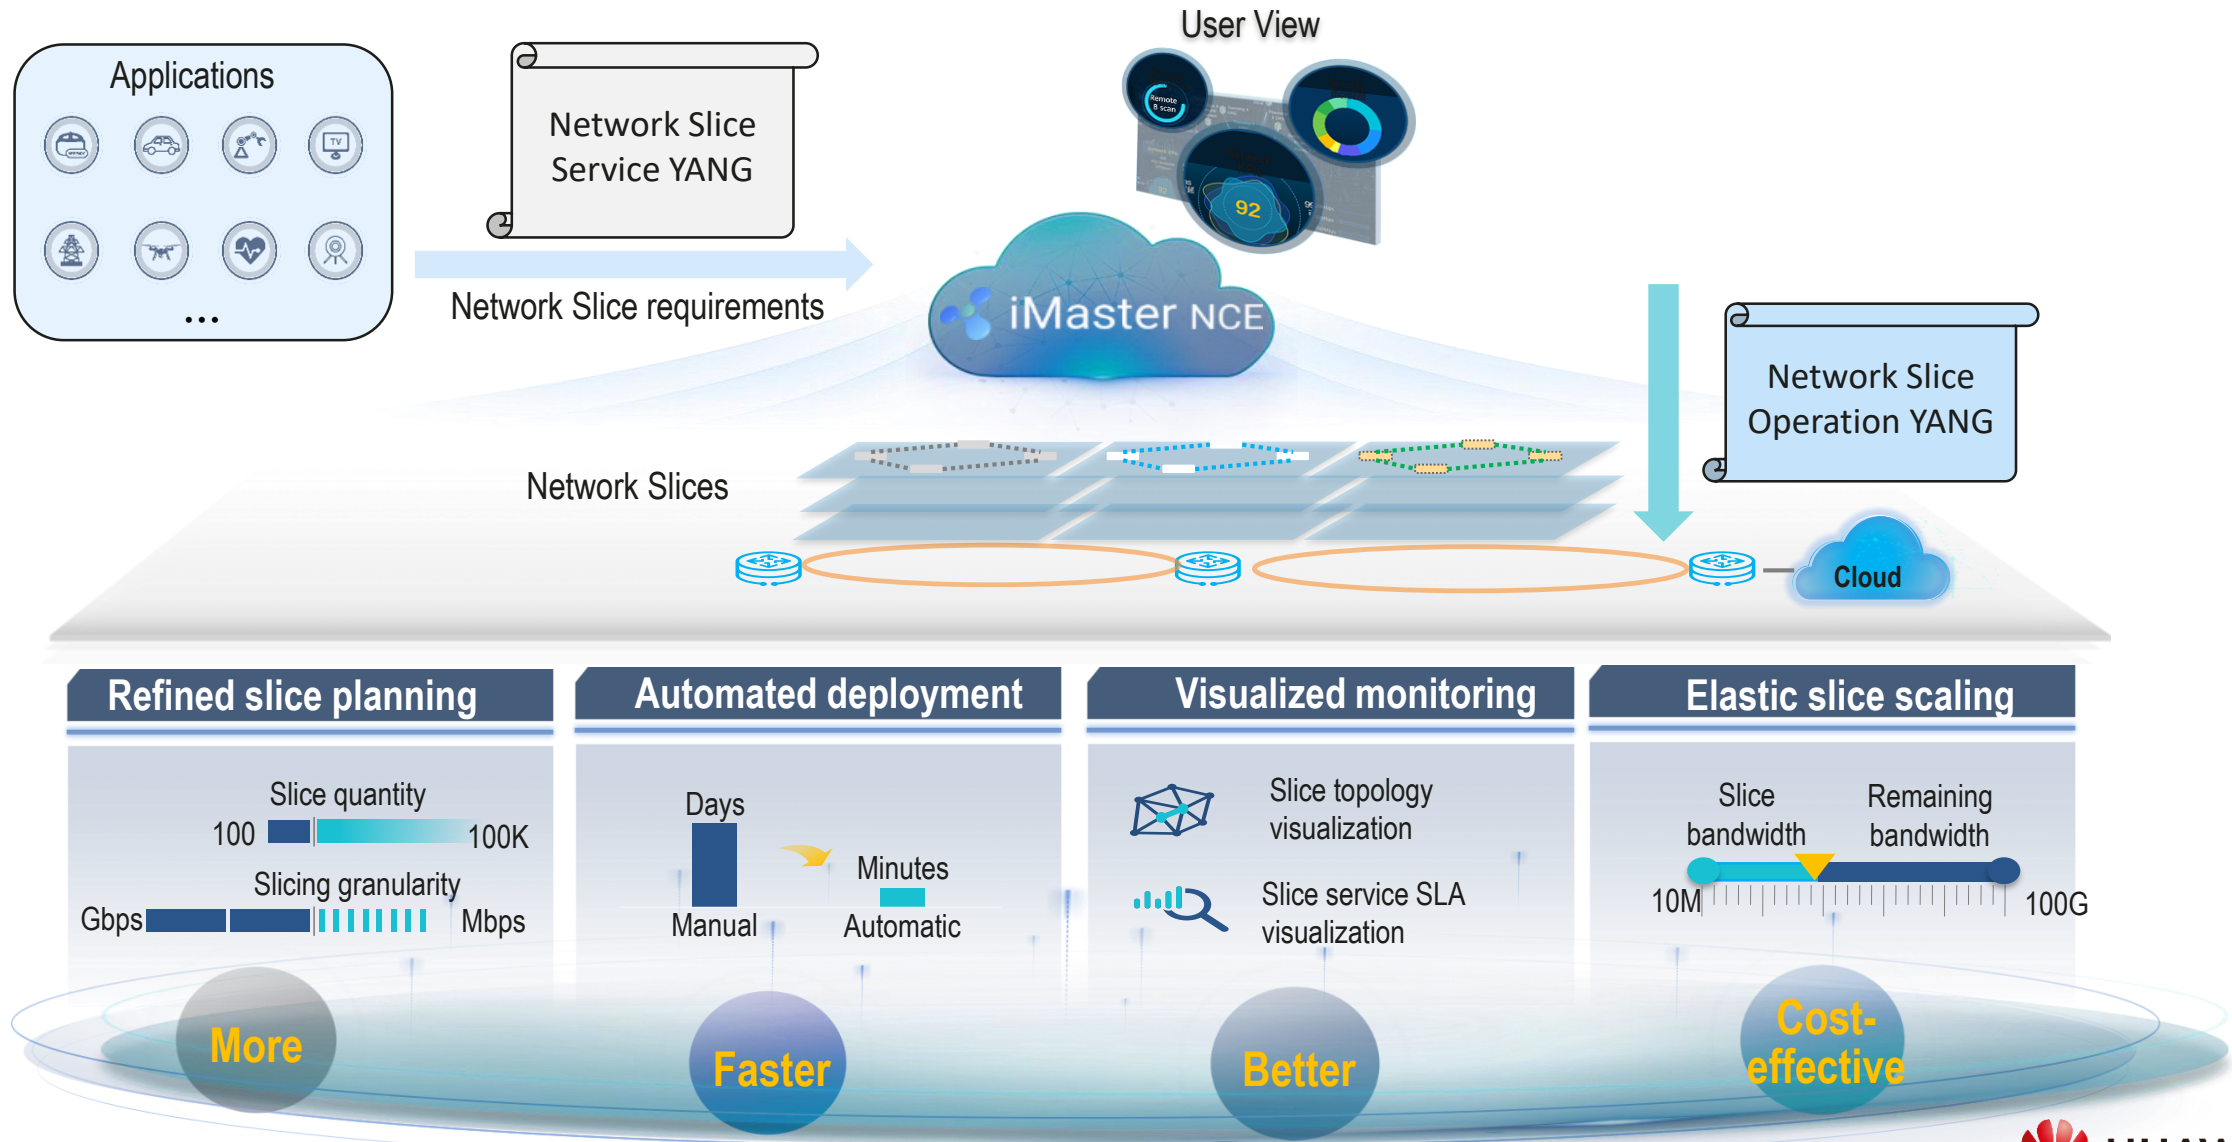 User View
Applications
TV
...
Network Slice
Service YANG
Network Slice requirements
Remote
B scan
92
iMaster NCE
Network Slice
Operation YANG
Network Slices
Cloud
Refined slice planning
Slice quantity
100
100K
Slicing granularity
Gbps
Mbps
More
Automated deployment
Days
Minutes
Manual
Automatic
Faster
Visualized monitoring
Slice topology
visualization
Slice service SLA
visualization
Better
Elastic slice scaling
Slice
bandwidth
Remaining
bandwidth
10M
100G
Cost-
effective